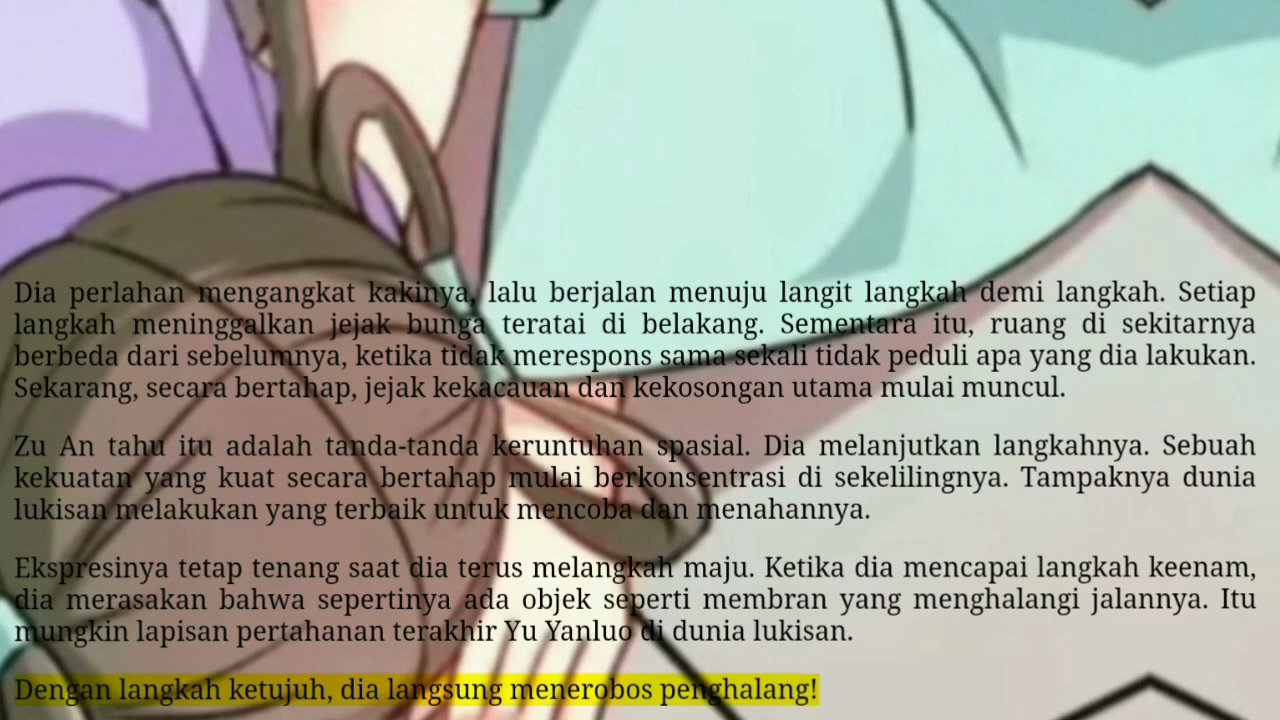 Dia perlahan mengangkat kakinya, lalu berjalan menuju langit langkah demi langkah. Setiap
langkah meninggalkan jejak bunga teratai di belakang. Sementara itu, ruang di sekitarnya
berbeda dari sebelumnya, ketika tidak merespons sama sekali tidak peduli apa yang dia lakukan.
Sekarang, secara bertahap, jejak kekacauan dan kekosongan utama mulai muncul.
Zu An tahu itu adalah tanda-tanda keruntuhan spasial. Dia melanjutkan langkahnya. Sebuah
kekuatan yang kuat secara bertahap mulai berkonsentrasi di sekelilingnya. Tampaknya dunia
lukisan melakukan yang terbaik untuk mencoba dan menahannya.
Ekspresinya tetap tenang saat dia terus melangkah maju. Ketika dia mencapai langkah keenam,
dia merasakan bahwa sepertinya ada objek seperti membran yang menghalangi jalannya. Itu
mungkin lapisan pertahanan terakhir Yu Yanluo di dunia lukisan.
Dengan langkah ketujuh, dia langsung menerobos penghalang!